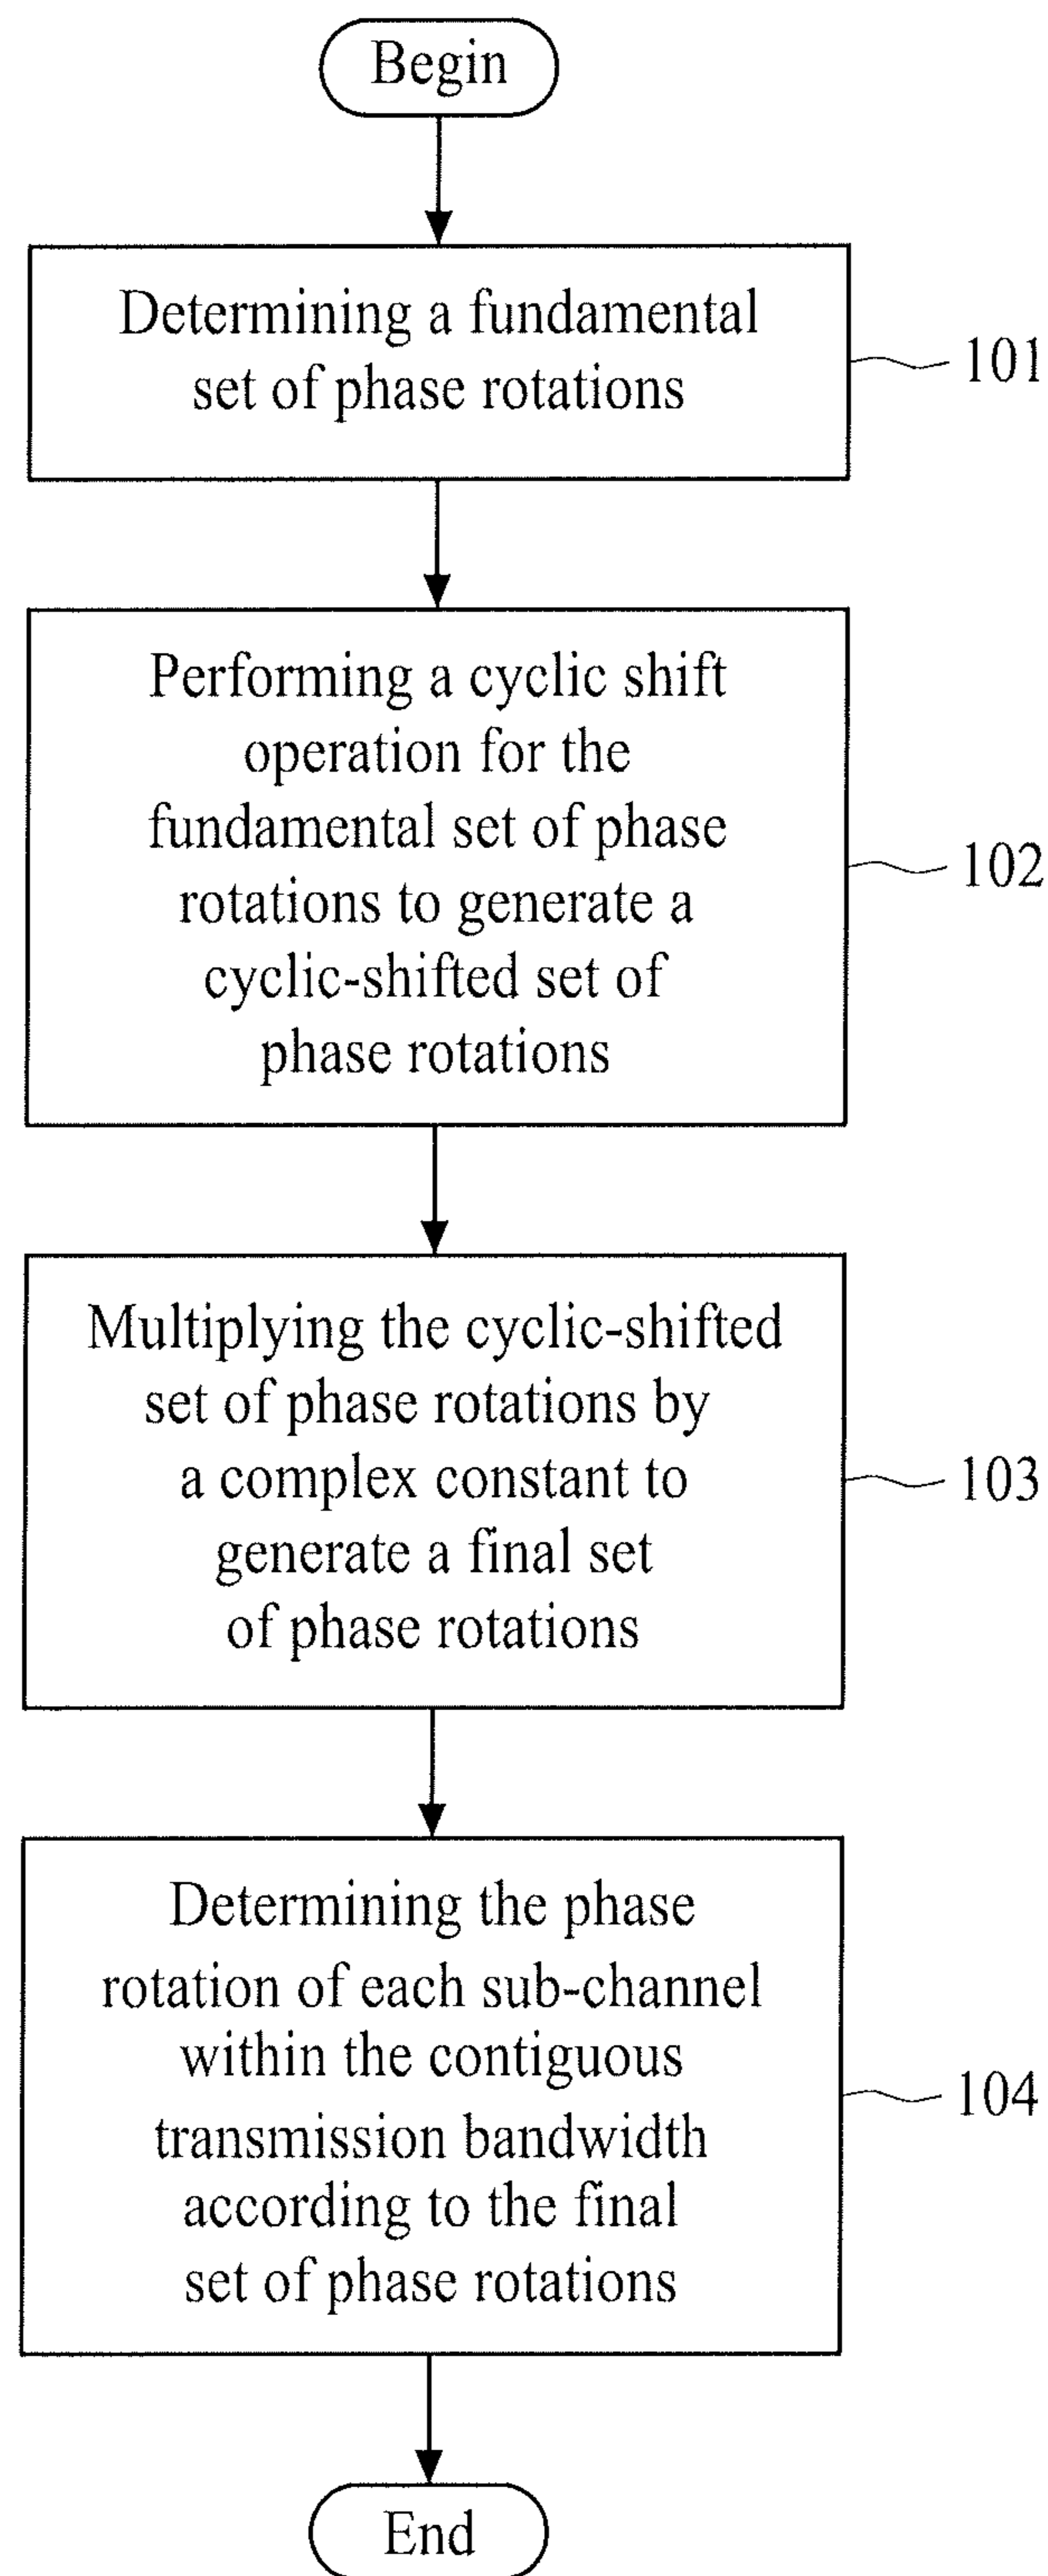 Begin
Determining a fundamental
set of phase rotations
101
Performing a cyclic shift
operation for the
fundamental set of phase
rotations to generate a
cyclic-shifted set of
phase rotations
102
Multiplying the cyclic-shifted
set of phase rotations by
a complex constant to
generate a final set
of phase rotations
103
Determining the phase
rotation of each sub-channel
within the contiguous
transmission bandwidth
according to the final
set of phase rotations
104
End